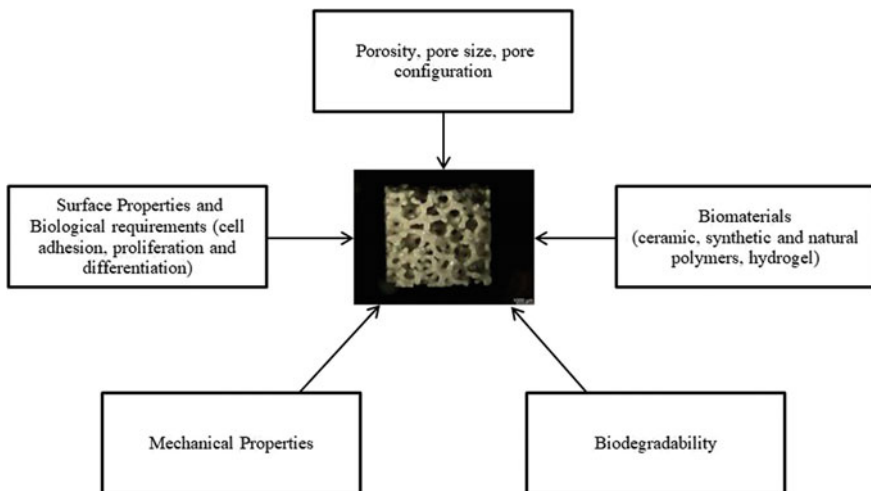 Porosity, pore size, pore
configuration
Surface Properties and
Biological requirements (cell
adhesion, proliferation and
differentiation)
Biomaterials
(ceramic, synthetic and natural
polymers, hydrogel)
Mechanical Properties
Biodegradability